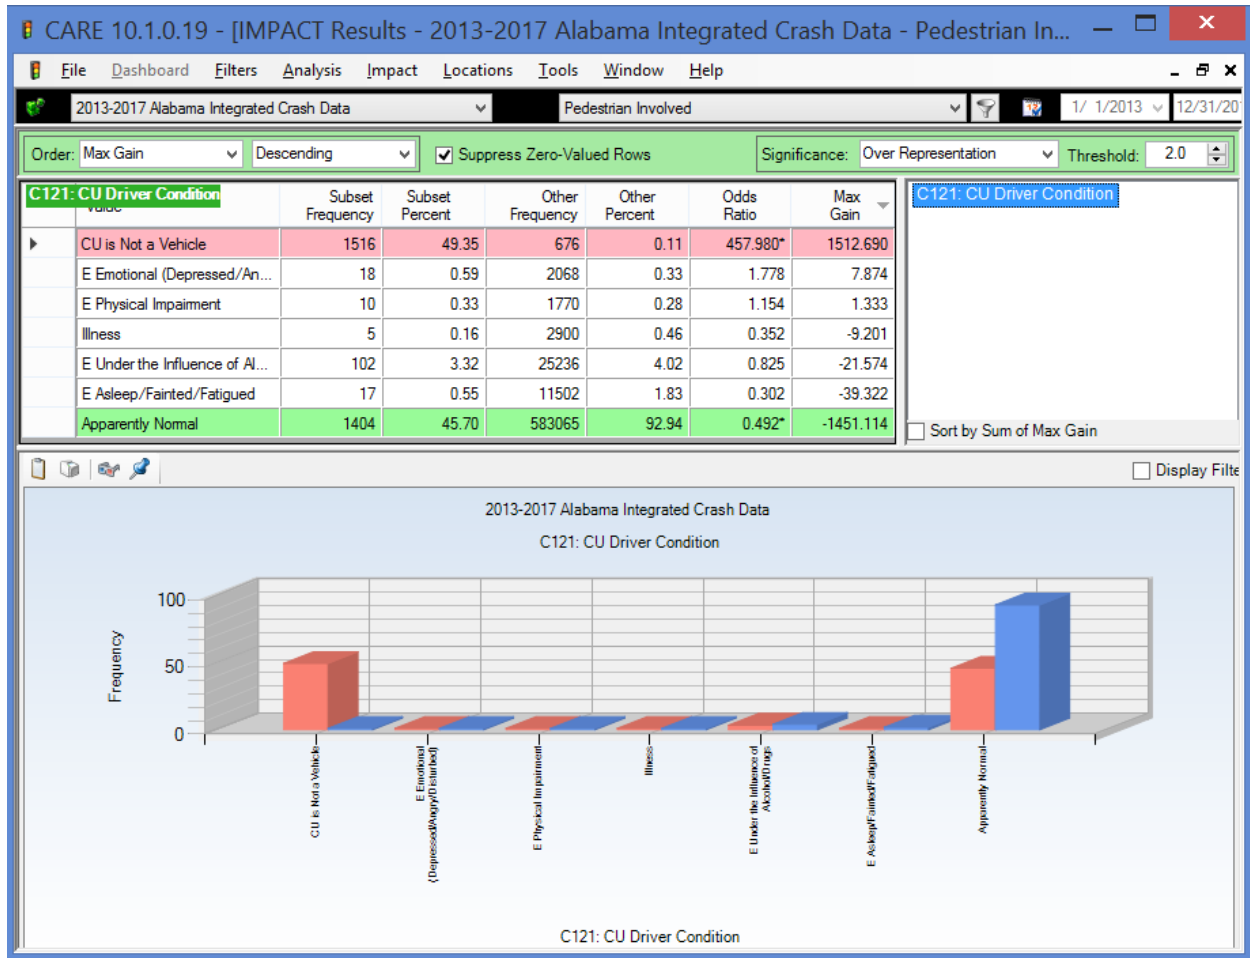 CARE 10.1.0.19 - [IMPACT Results - 2013-2017 Alabama Integrated Crash Data - Pedestrian In...
File Dashboard Filters Analysis Impact Locations Tools Window Help
2013-2017 Alabama Integrated Crash Data Pedestrian Involved 1/ 1/2013 12/31/20
Order: Max Gain Descending Suppress Zero-Valued Rows Significance: Over Representation Threshold: 2.0
C121: CU Driver Condition Subset Frequency Subset Percent Other Frequency Other Percent Odds Ratio Max Gain C121: CU Driver Condition
CU is Not a Vehicle 1516 49.35 676 0.11 457.980* 1512.690
E Emotional (Depressed/An... 18 0.59 2068 0.33 1.778 7.874
E Physical Impairment 10 0.33 1770 0.28 1.154 1.333
Illness 5 0.16 2900 0.46 0.352 -9.201
E Under the Influence of Al... 102 3.32 25236 4.02 0.825 -21.574
E Asleep/Fainted/Fatigued 17 0.55 11502 1.83 0.302 -39.322
Apparently Normal 1404 45.70 583065 92.94 0.492* -1451.114
Sort by Sum of Max Gain
Display Filte
2013-2017 Alabama Integrated Crash Data
C121: CU Driver Condition
Frequency
100
50
0
CU is Not a Vehicle
E Emotional
(Depressed/Angry/Disturbed)
E Physical Impairment
Illness
E Under the Influence of
Alcohol/Drugs
E Asleep/Fainted/Fatigued
Apparently Normal
C121: CU Driver Condition